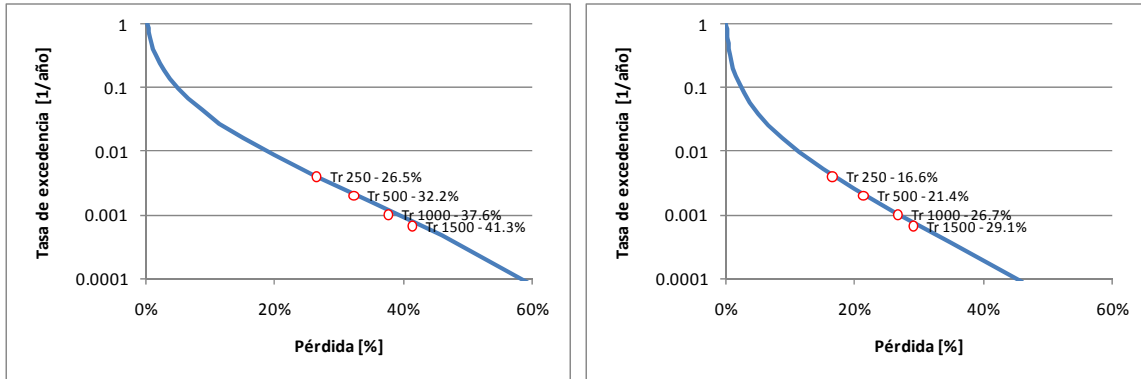 Tasa de excedencia [1/año]
1
0.1
0.01
0.001
0.0001
Tr 250 - 26.5%
Tr 500 - 32.2%
Tr 1000 - 37.6%
Tr 1500 - 41.3%
0%
20%
40%
60%
Pérdida [%]
Tasa de excedencia [1/año]
1
0.1
0.01
0.001
0.0001
Tr 250 - 16.6%
Tr 500 - 21.4%
Tr 1000 - 26.7%
Tr 1500 - 29.1%
0%
20%
40%
60%
Pérdida [%]